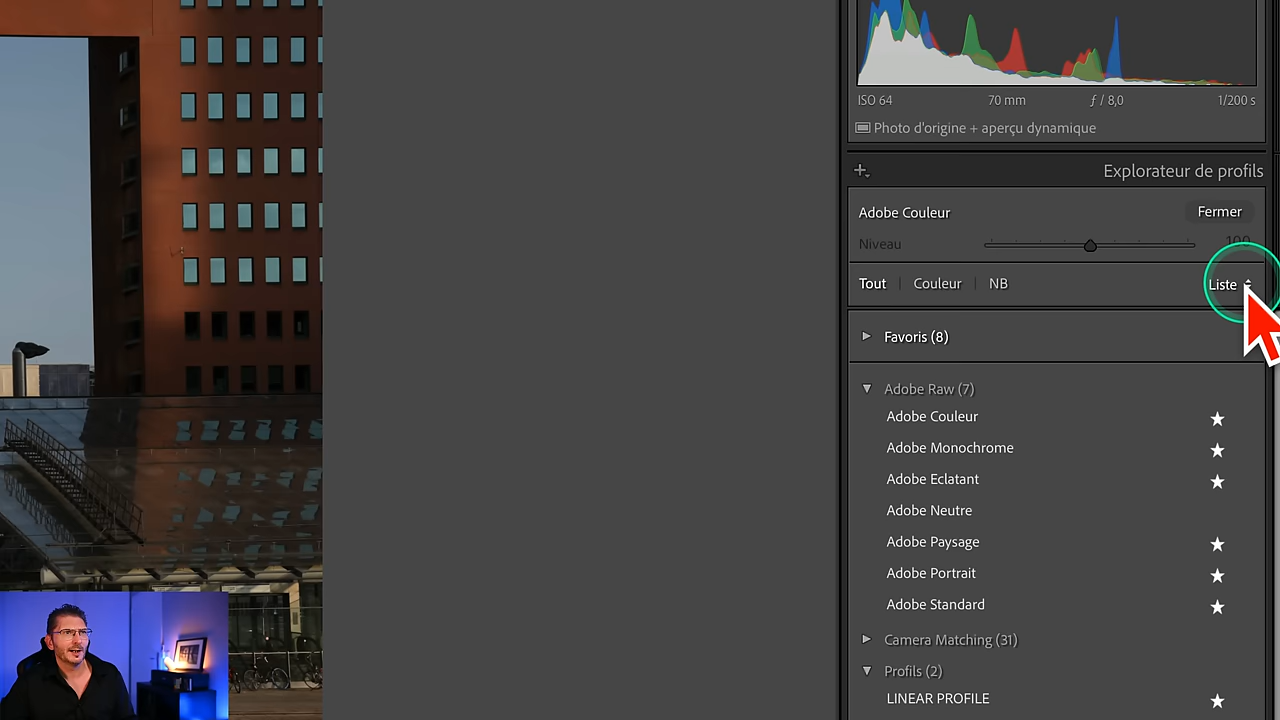 ISO 64 70 mm ƒ / 8,0 1/200 s
Photo d'origine + aperçu dynamique
Explorateur de profils
Adobe Couleur Fermer
Niveau 100
Tout Couleur NB Liste
Favoris (8)
Adobe Raw (7)
Adobe Couleur
Adobe Monochrome
Adobe Eclatant
Adobe Neutre
Adobe Paysage
Adobe Portrait
Adobe Standard
Camera Matching (31)
Profils (2)
LINEAR PROFILE